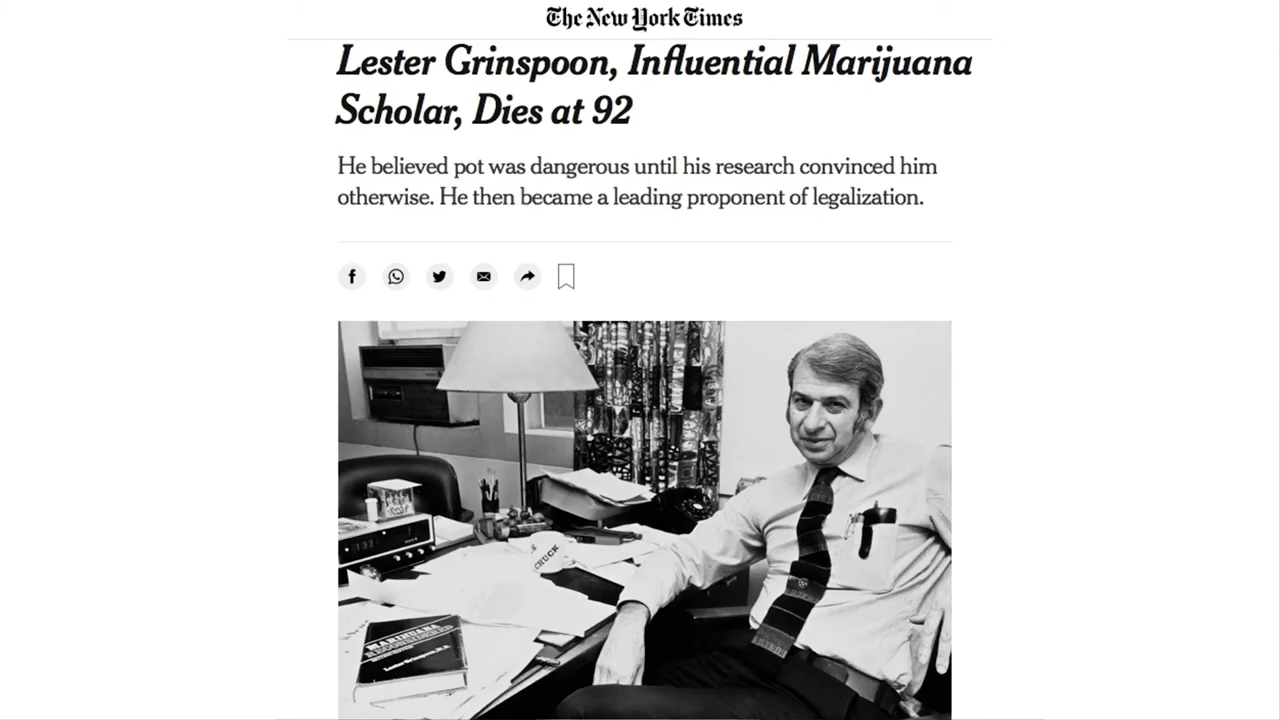 The New York Times
Lester Grinspoon, Influential Marijuana
Scholar, Dies at 92
He believed pot was dangerous until his research convinced him
otherwise. He then became a leading proponent of legalization.
CHUCK
MARIHUANA
RECONSIDERED
Lester Grinspoon, M.D.